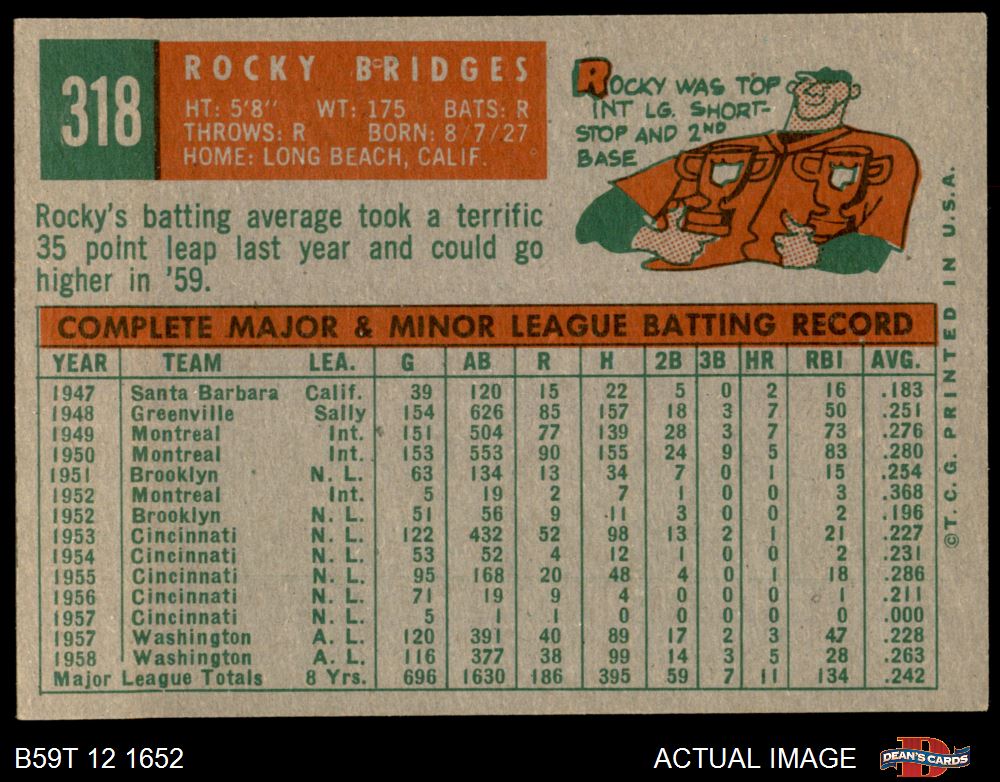 318
ROCKY BRIDGES
HT: 5'8" WT: 175 BATS: R
THROWS: R BORN: 8/7/27
HOME: LONG BEACH, CALIF.
ROCKY WAS TOP
INT LG. SHORT-
STOP AND 2ND
BASE
Rocky's batting average took a terrific
35 point leap last year and could go
higher in '59.
COMPLETE MAJOR & MINOR LEAGUE BATTING RECORD
YEAR TEAM LEA. G AB R H 2B 3B HR RBI AVG.
1947 Santa Barbara Calif. 39 120 15 22 5 0 2 16 .183
1948 Greenville Sally 154 626 85 157 18 3 7 50 .251
1949 Montreal Int. 151 504 77 139 28 3 7 73 .276
1950 Montreal Int. 153 553 90 155 24 9 5 83 .280
1951 Brooklyn N. L. 63 134 13 34 7 0 1 15 .254
1952 Montreal Int. 5 19 2 7 1 0 0 3 .368
1952 Brooklyn N. L. 51 56 9 11 3 0 0 2 .196
1953 Cincinnati N. L. 122 432 52 98 13 2 1 21 .227
1954 Cincinnati N. L. 53 52 4 12 1 0 0 2 .231
1955 Cincinnati N. L. 95 168 20 48 4 0 1 18 .286
1956 Cincinnati N. L. 71 19 9 4 0 0 0 1 .211
1957 Cincinnati N. L. 5 1 1 0 0 0 0 0 .000
1957 Washington A. L. 120 391 40 89 17 2 3 47 .228
1958 Washington A. L. 116 377 38 99 14 3 5 28 .263
Major League Totals 8 Yrs. 696 1630 186 395 59 7 11 134 .242
©T. C. G. PRINTED IN U.S.A.
B59T 12 1652
ACTUAL IMAGE
DEAN'S CARDS